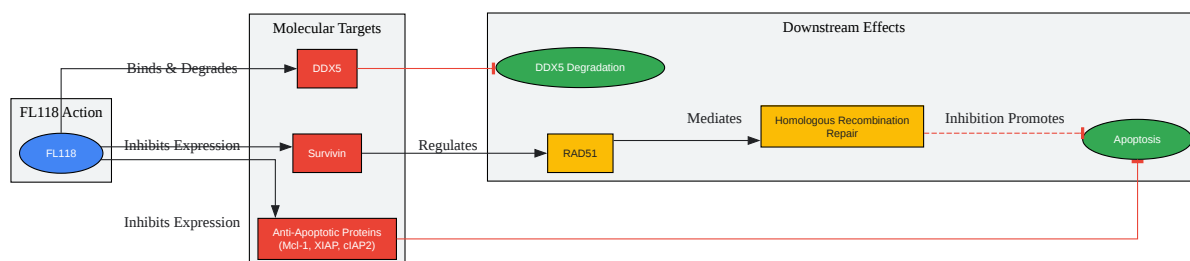 Molecular Targets
Downstream Effects
Binds & Degrades
DDX5
DDX5 Degradation
FL118 Action
FL118
Inhibits Expression
Survivin
Regulates
RAD51
Mediates
Homologous Recombination
Repair
Inhibition Promotes
Apoptosis
Inhibits Expression
Anti-Apoptotic Proteins
(Mcl-1, XIAP, cIAP2)